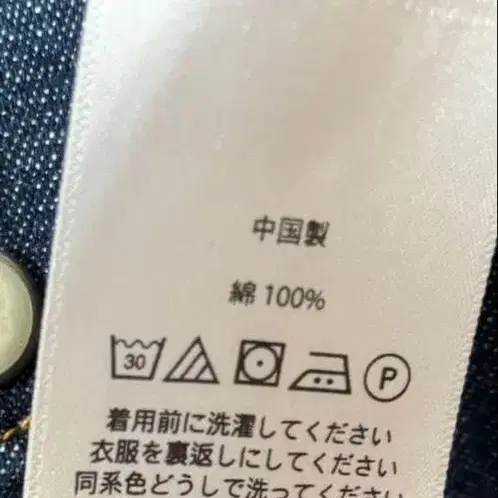 中国製
綿 100%
30 P
着用前に洗濯してください
衣服を裏返しにしてください
同系色どうしで洗ってください